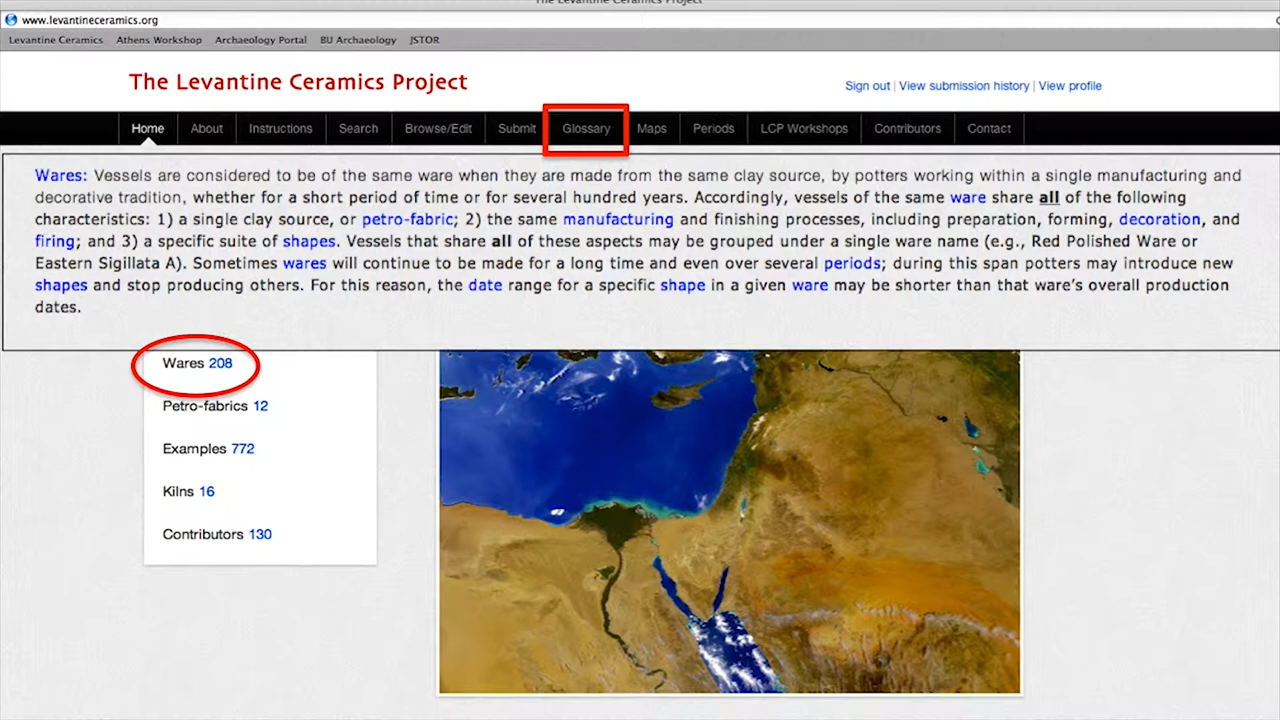 The Levantine Ceramics Project
www.levantineceramics.org
Levantine Ceramics Athens Workshop Archaeology Portal BU Archaeology JSTOR
The Levantine Ceramics Project
Sign out | View submission history | View profile
Home About Instructions Search Browse/Edit Submit Glossary Maps Periods LCP Workshops Contributors Contact
Wares: Vessels are considered to be of the same ware when they are made from the same clay source, by potters working within a single manufacturing and
decorative tradition, whether for a short period of time or for several hundred years. Accordingly, vessels of the same ware share all of the following
characteristics: 1) a single clay source, or petro-fabric; 2) the same manufacturing and finishing processes, including preparation, forming, decoration, and
firing; and 3) a specific suite of shapes. Vessels that share all of these aspects may be grouped under a single ware name (e.g., Red Polished Ware or
Eastern Sigillata A). Sometimes wares will continue to be made for a long time and even over several periods; during this span potters may introduce new
shapes and stop producing others. For this reason, the date range for a specific shape in a given ware may be shorter than that ware's overall production
dates.
Wares 208
Petro-fabrics 12
Examples 772
Kilns 16
Contributors 130